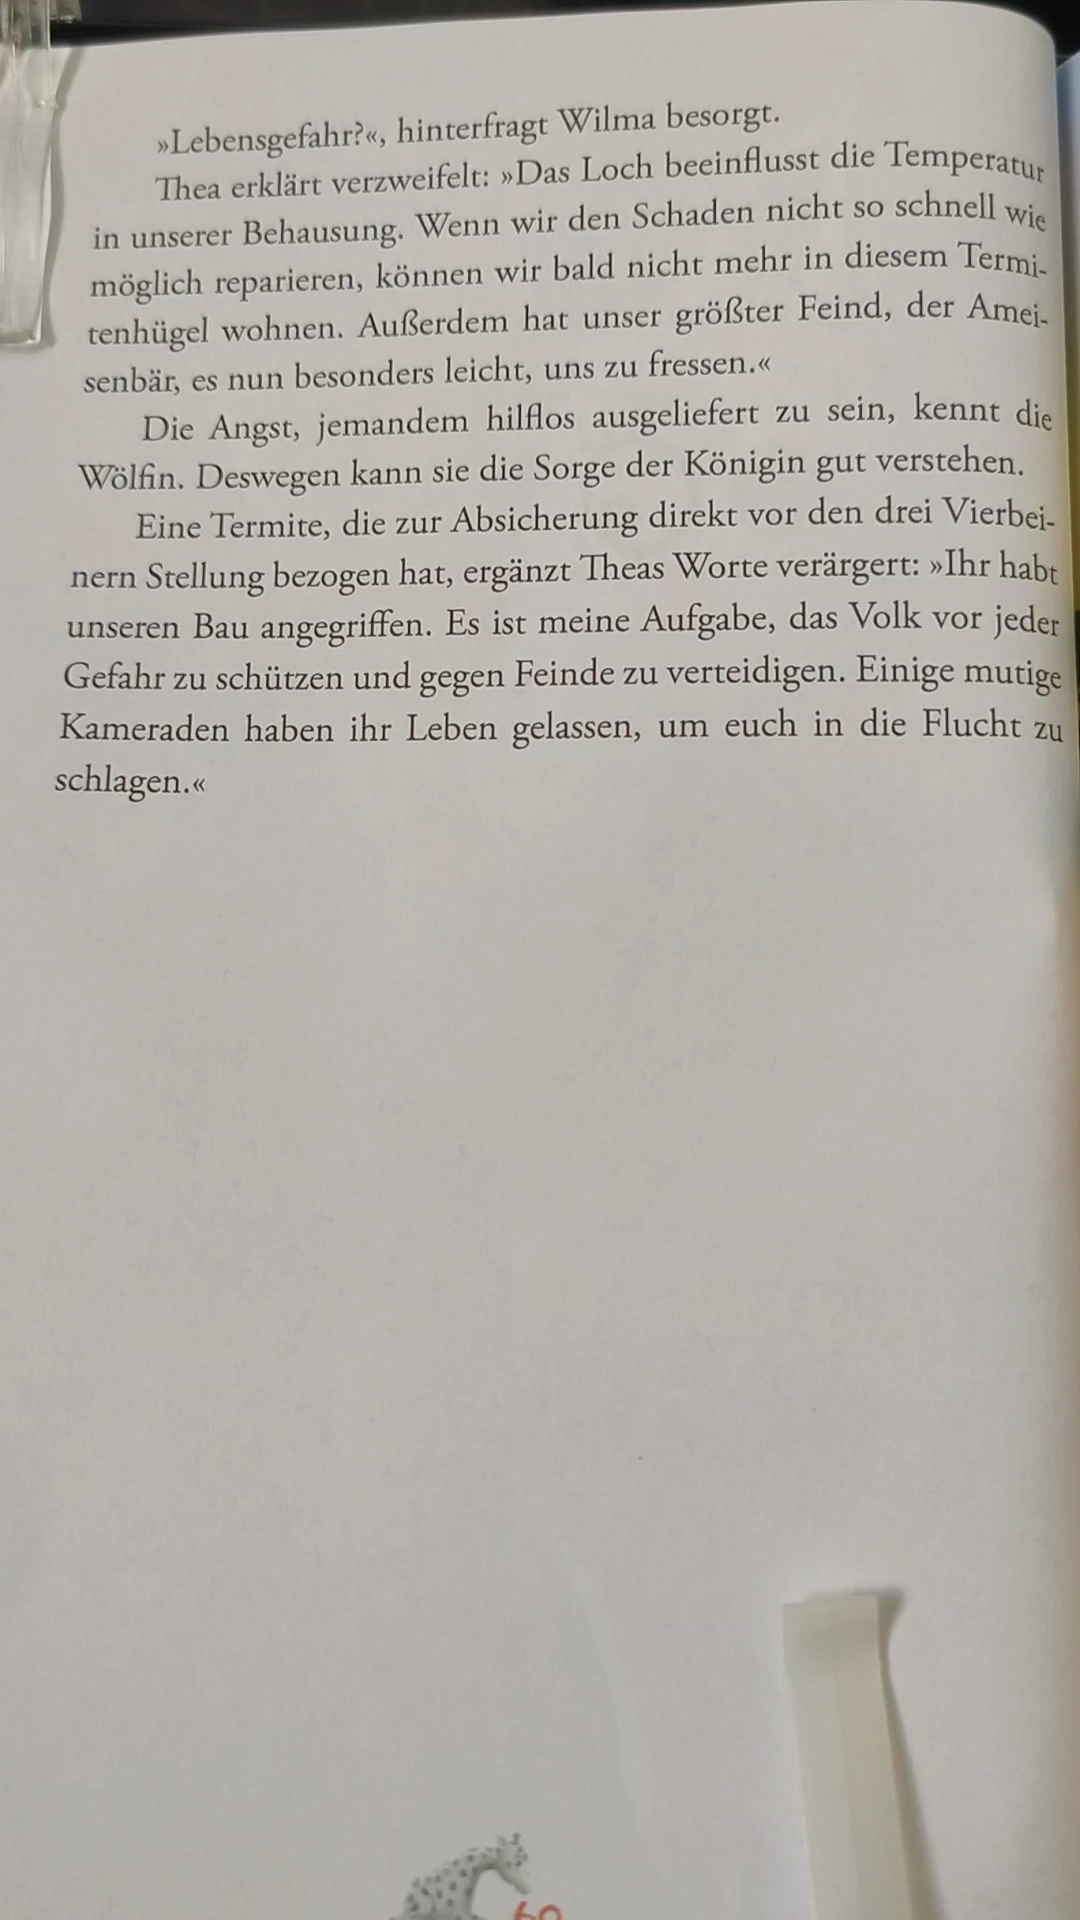 »Lebensgefahr?«, hinterfragt Wilma besorgt.
Thea erklärt verzweifelt: »Das Loch beeinflusst die Temperatur
in unserer Behausung. Wenn wir den Schaden nicht so schnell wie
möglich reparieren, können wir bald nicht mehr in diesem Termi-
tenhügel wohnen. Außerdem hat unser größter Feind, der Amei-
senbär, es nun besonders leicht, uns zu fressen.«
Die Angst, jemandem hilflos ausgeliefert zu sein, kennt die
Wölfin. Deswegen kann sie die Sorge der Königin gut verstehen.
Eine Termite, die zur Absicherung direkt vor den drei Vierbei-
nern Stellung bezogen hat, ergänzt Theas Worte verärgert: »Ihr habt
unseren Bau angegriffen. Es ist meine Aufgabe, das Volk vor jeder
Gefahr zu schützen und gegen Feinde zu verteidigen. Einige mutige
Kameraden haben ihr Leben gelassen, um euch in die Flucht zu
schlagen.«